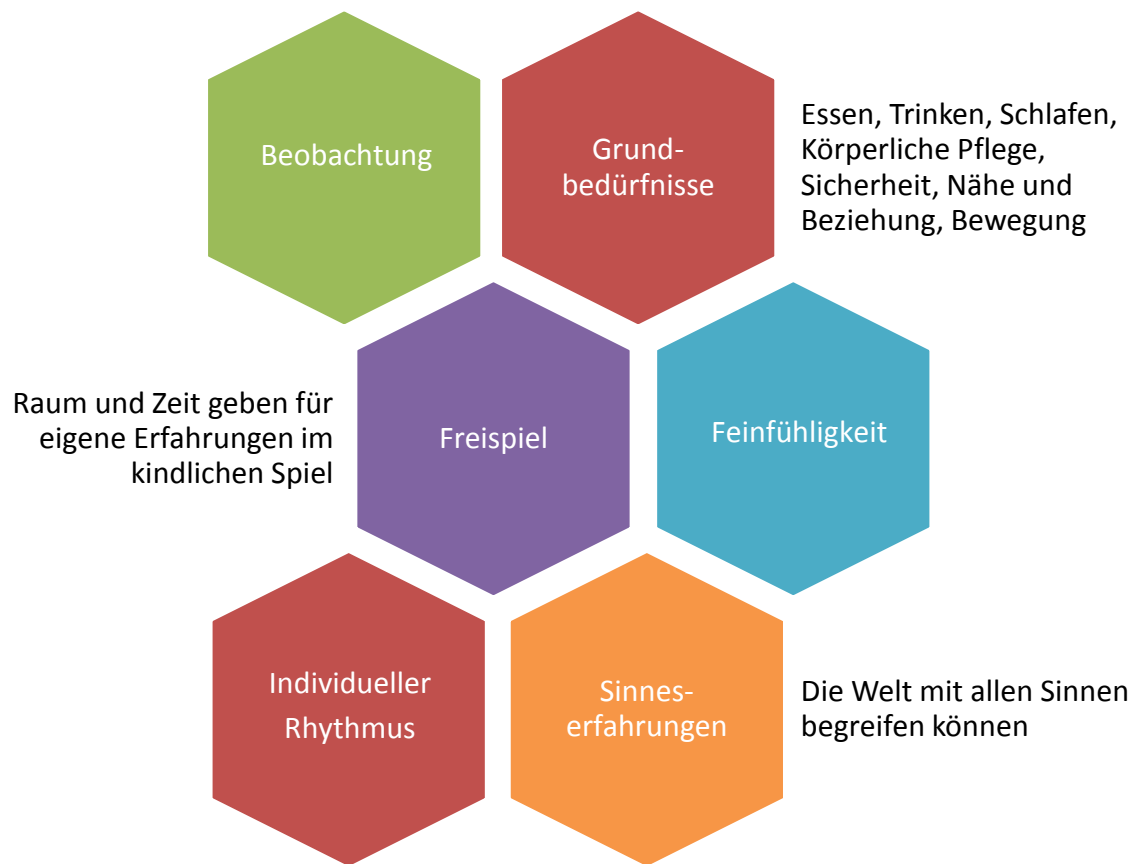 Beobachtung
Grund-
bedürfnisse
Essen, Trinken, Schlafen,
Körperliche Pflege,
Sicherheit, Nähe und
Beziehung, Bewegung
Raum und Zeit geben für
eigene Erfahrungen im
kindlichen Spiel
Freispiel
Feinfühligkeit
Individueller
Rhythmus
Sinnes-
erfahrungen
Die Welt mit allen Sinnen
begreifen können